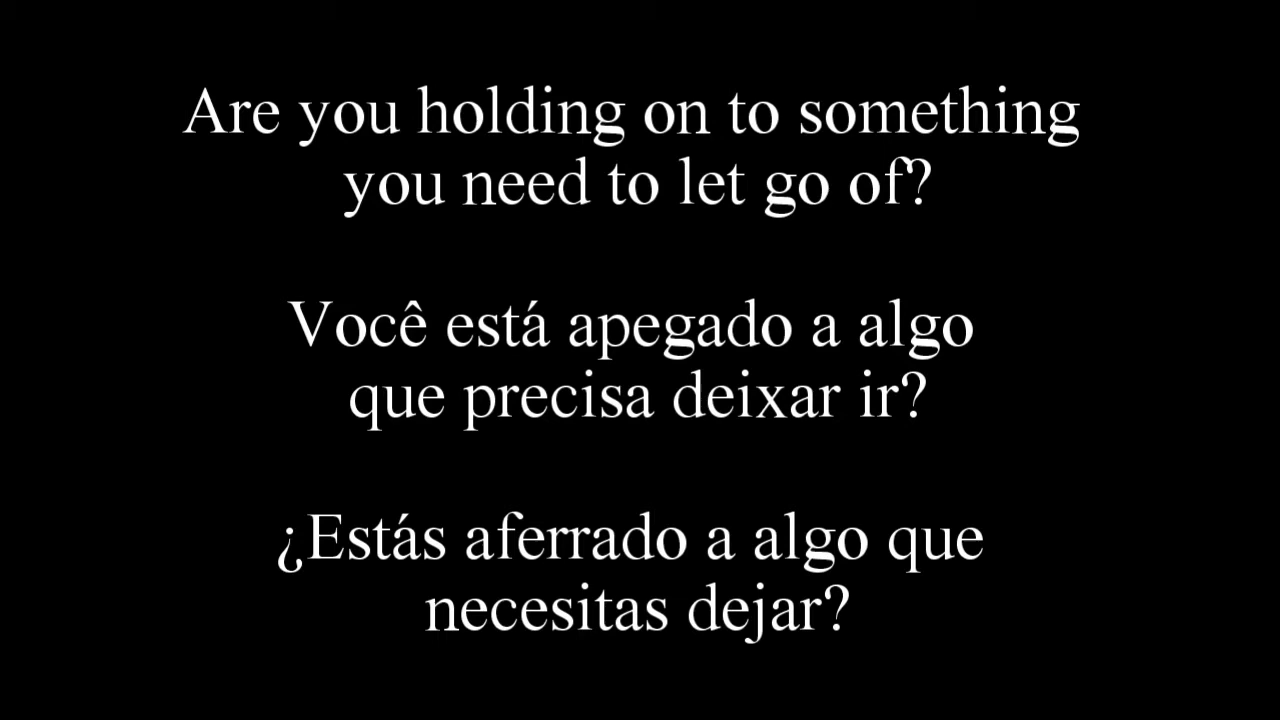 Are you holding on to something
you need to let go of?
Você está apegado a algo
que precisa deixar ir?
¿Estás aferrado a algo que
necesitas dejar?